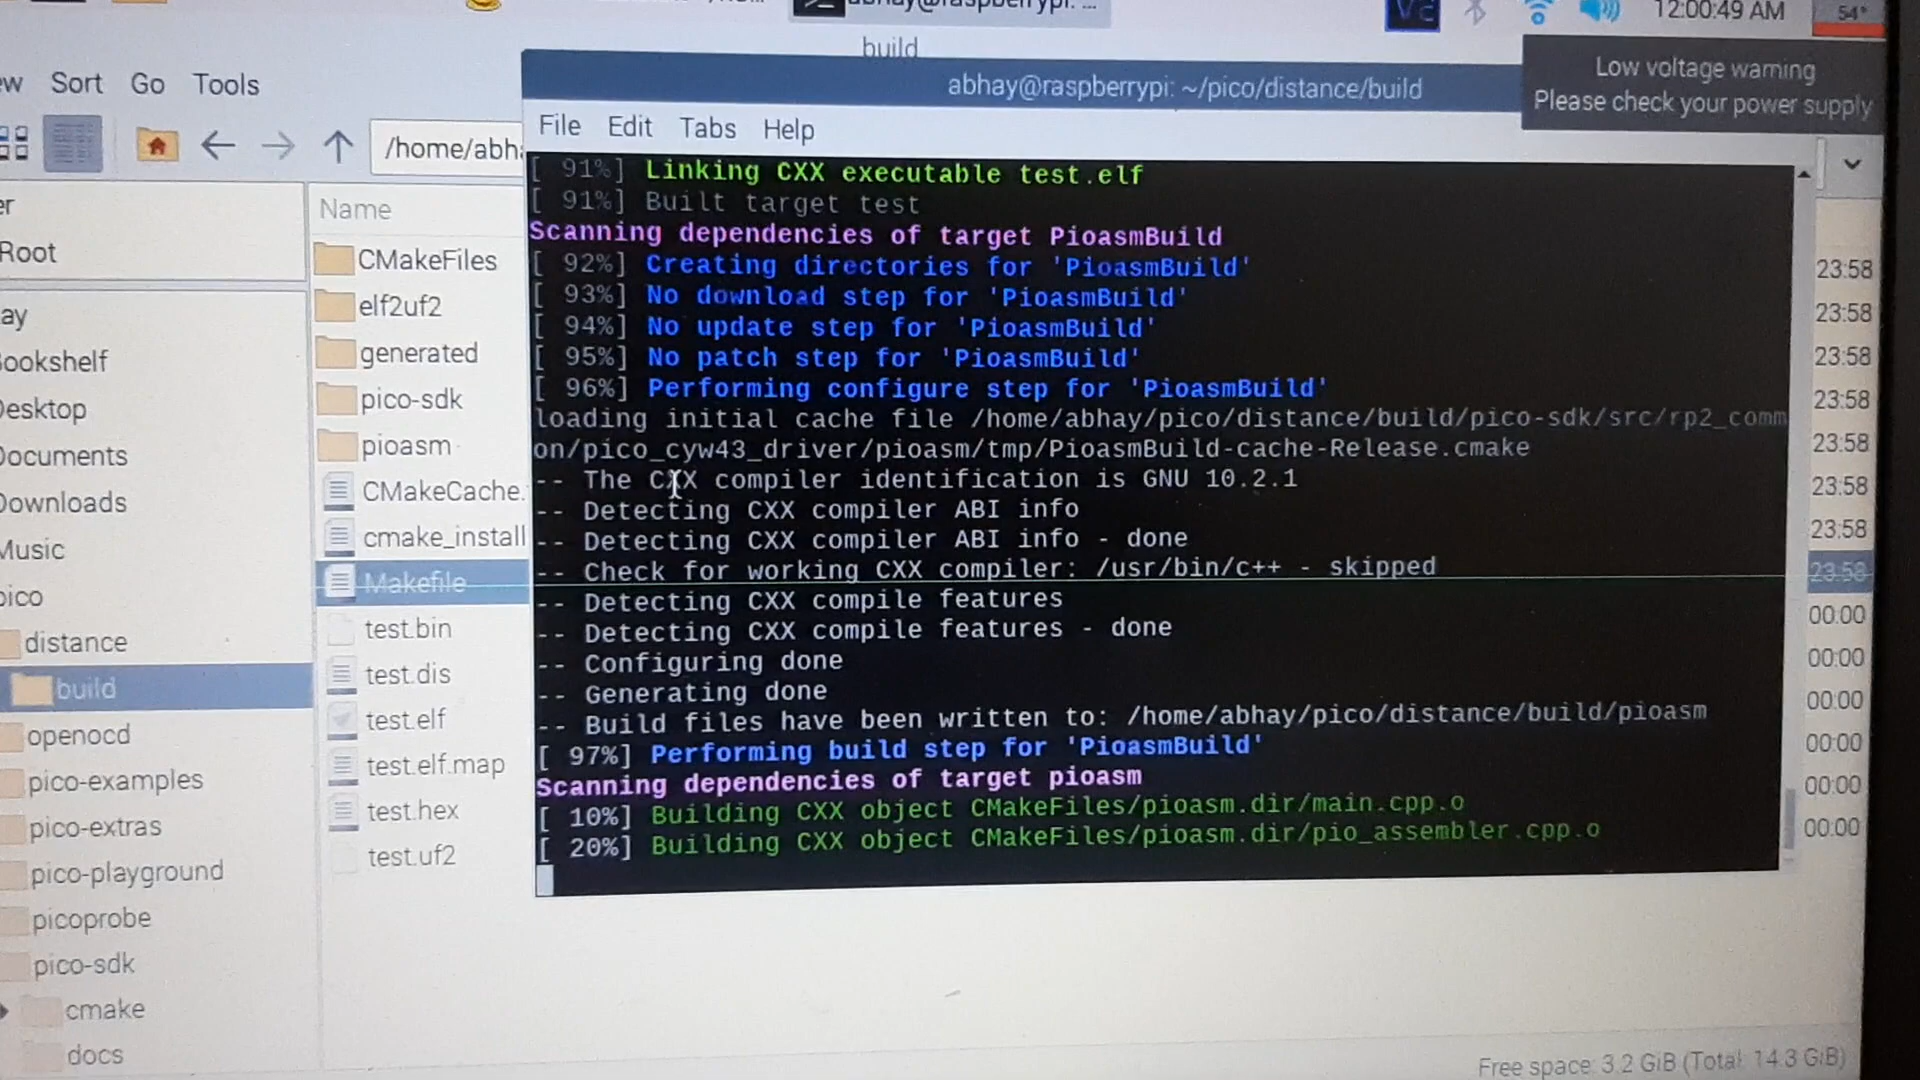 12:00:49 AM
54°
build
Low voltage warning
Please check your power supply
Sort Go Tools
abhay@raspberrypi: ~/pico/distance/build
File Edit Tabs Help
/home/abh
Name
Root
CMakeFiles
elf2uf2
generated
pico-sdk
pioasm
CMakeCache.
cmake_install
Makefile
test.bin
test.dis
test.elf
test.elf.map
test.hex
test.uf2
ay
ookshelf
Desktop
Documents
Downloads
Music
pico
distance
build
openocd
pico-examples
pico-extras
pico-playground
picoprobe
pico-sdk
cmake
docs
[ 91%] Linking CXX executable test.elf
[ 91%] Built target test
Scanning dependencies of target PioasmBuild
[ 92%] Creating directories for 'PioasmBuild'
[ 93%] No download step for 'PioasmBuild'
[ 94%] No update step for 'PioasmBuild'
[ 95%] No patch step for 'PioasmBuild'
[ 96%] Performing configure step for 'PioasmBuild'
loading initial cache file /home/abhay/pico/distance/build/pico-sdk/src/rp2_comm
on/pico_cyw43_driver/pioasm/tmp/PioasmBuild-cache-Release.cmake
-- The CXX compiler identification is GNU 10.2.1
-- Detecting CXX compiler ABI info
-- Detecting CXX compiler ABI info - done
-- Check for working CXX compiler: /usr/bin/c++ - skipped
-- Detecting CXX compile features
-- Detecting CXX compile features - done
-- Configuring done
-- Generating done
-- Build files have been written to: /home/abhay/pico/distance/build/pioasm
[ 97%] Performing build step for 'PioasmBuild'
Scanning dependencies of target pioasm
[ 10%] Building CXX object CMakeFiles/pioasm.dir/main.cpp.o
[ 20%] Building CXX object CMakeFiles/pioasm.dir/pio_assembler.cpp.o
23:58
23:58
23:58
23:58
23:58
23:58
23:58
23:58
00:00
00:00
00:00
00:00
00:00
00:00
Free space: 3.2 GiB (Total: 14.3 GiB)